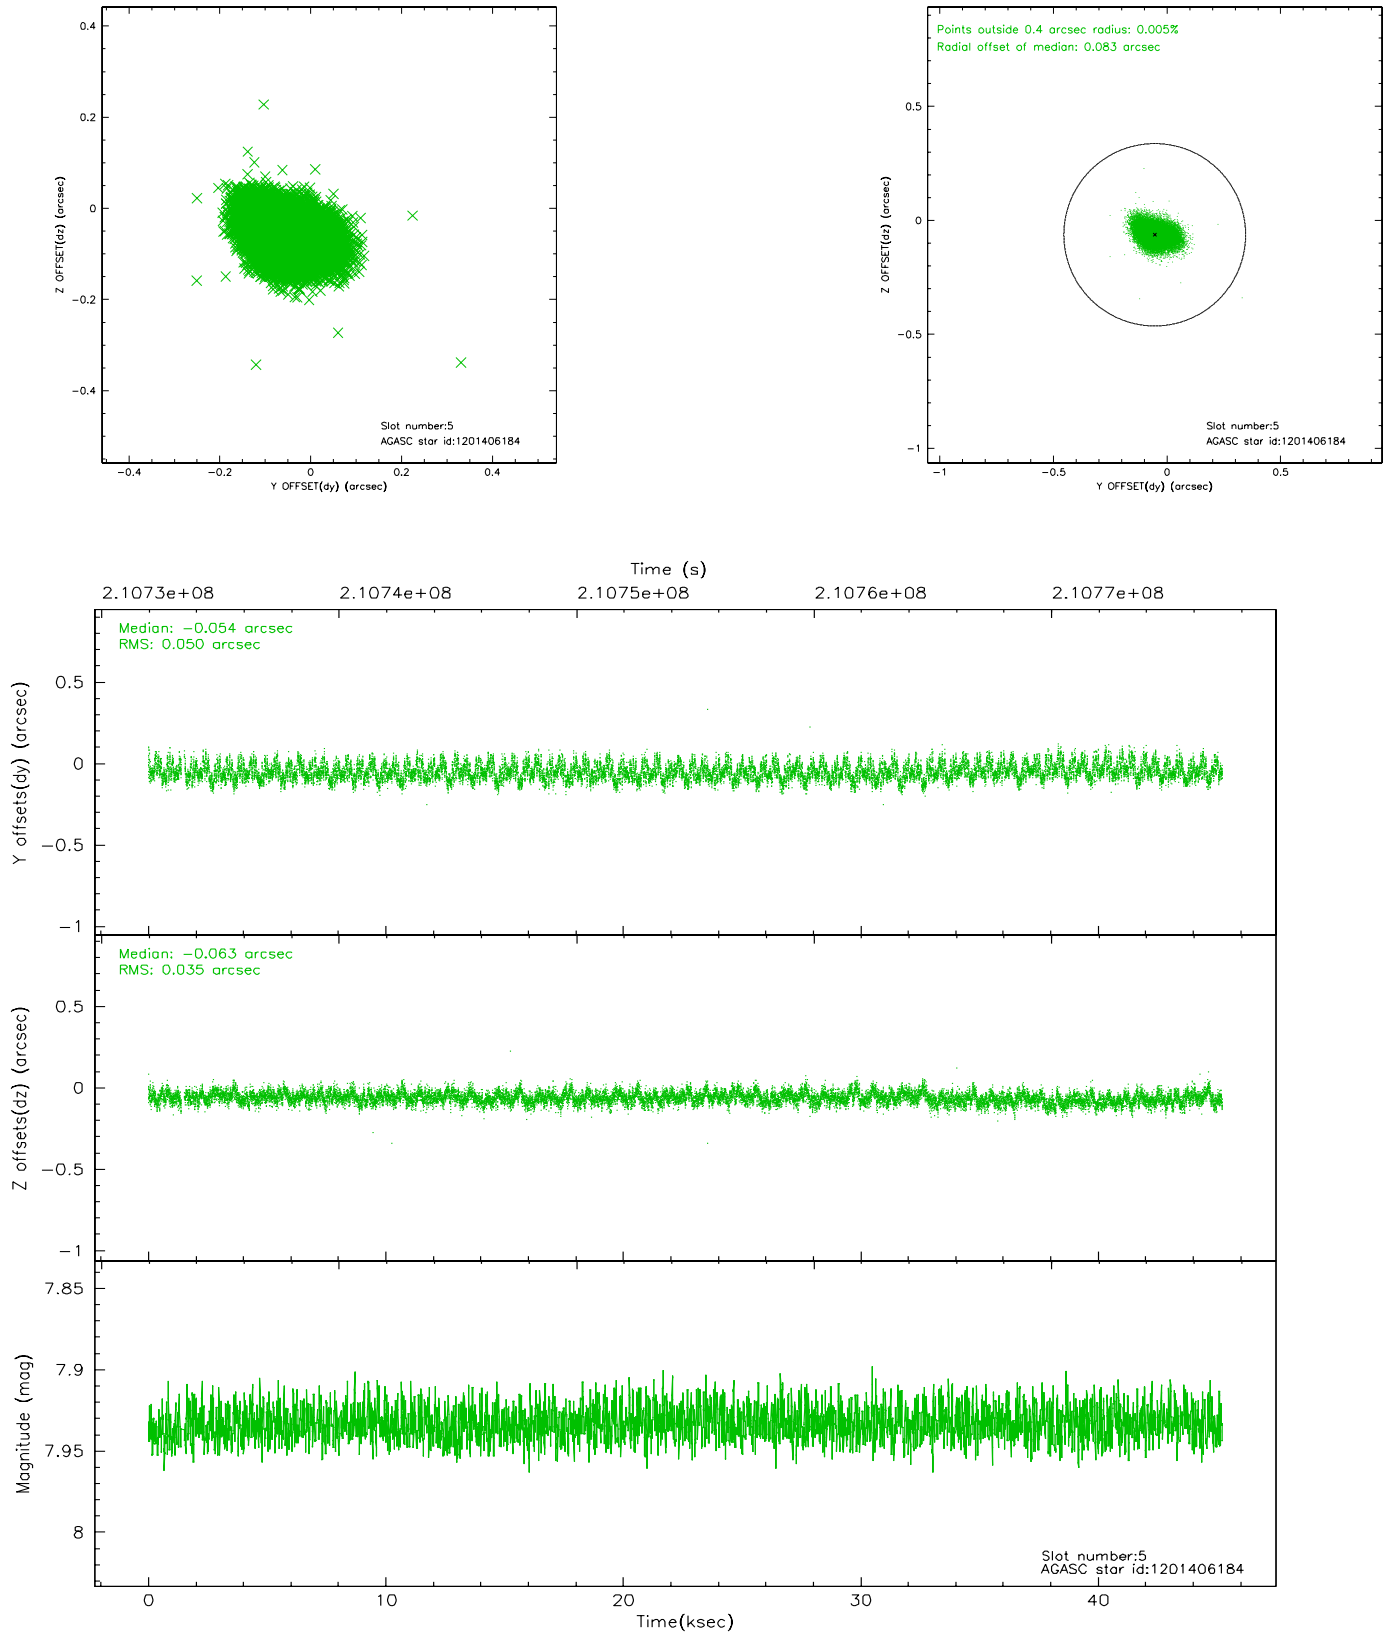 0.4
0.2
0
−0.2
−0.4
Z OFFSET(dz) (arcsec)
Slot number:5
AGASC star id:1201406184
−0.4
−0.2
0
0.2
0.4
Y OFFSET(dy) (arcsec)
Points outside 0.4 arcsec radius: 0.005%
Radial offset of median: 0.083 arcsec
0.5
0
−0.5
−1
Z OFFSET(dz) (arcsec)
Slot number:5
AGASC star id:1201406184
−1
−0.5
0
0.5
Y OFFSET(dy) (arcsec)
Time (s)
2.1073e+08
2.1074e+08
2.1075e+08
2.1076e+08
2.1077e+08
Median: −0.054 arcsec
RMS: 0.050 arcsec
0.5
0
−0.5
−1
Y offsets(dy) (arcsec)
Median: −0.063 arcsec
RMS: 0.035 arcsec
0.5
0
−0.5
−1
Z offsets(dz) (arcsec)
7.85
7.9
7.95
8
Magnitude (mag)
Slot number:5
AGASC star id:1201406184
0
10
20
30
40
Time(ksec)